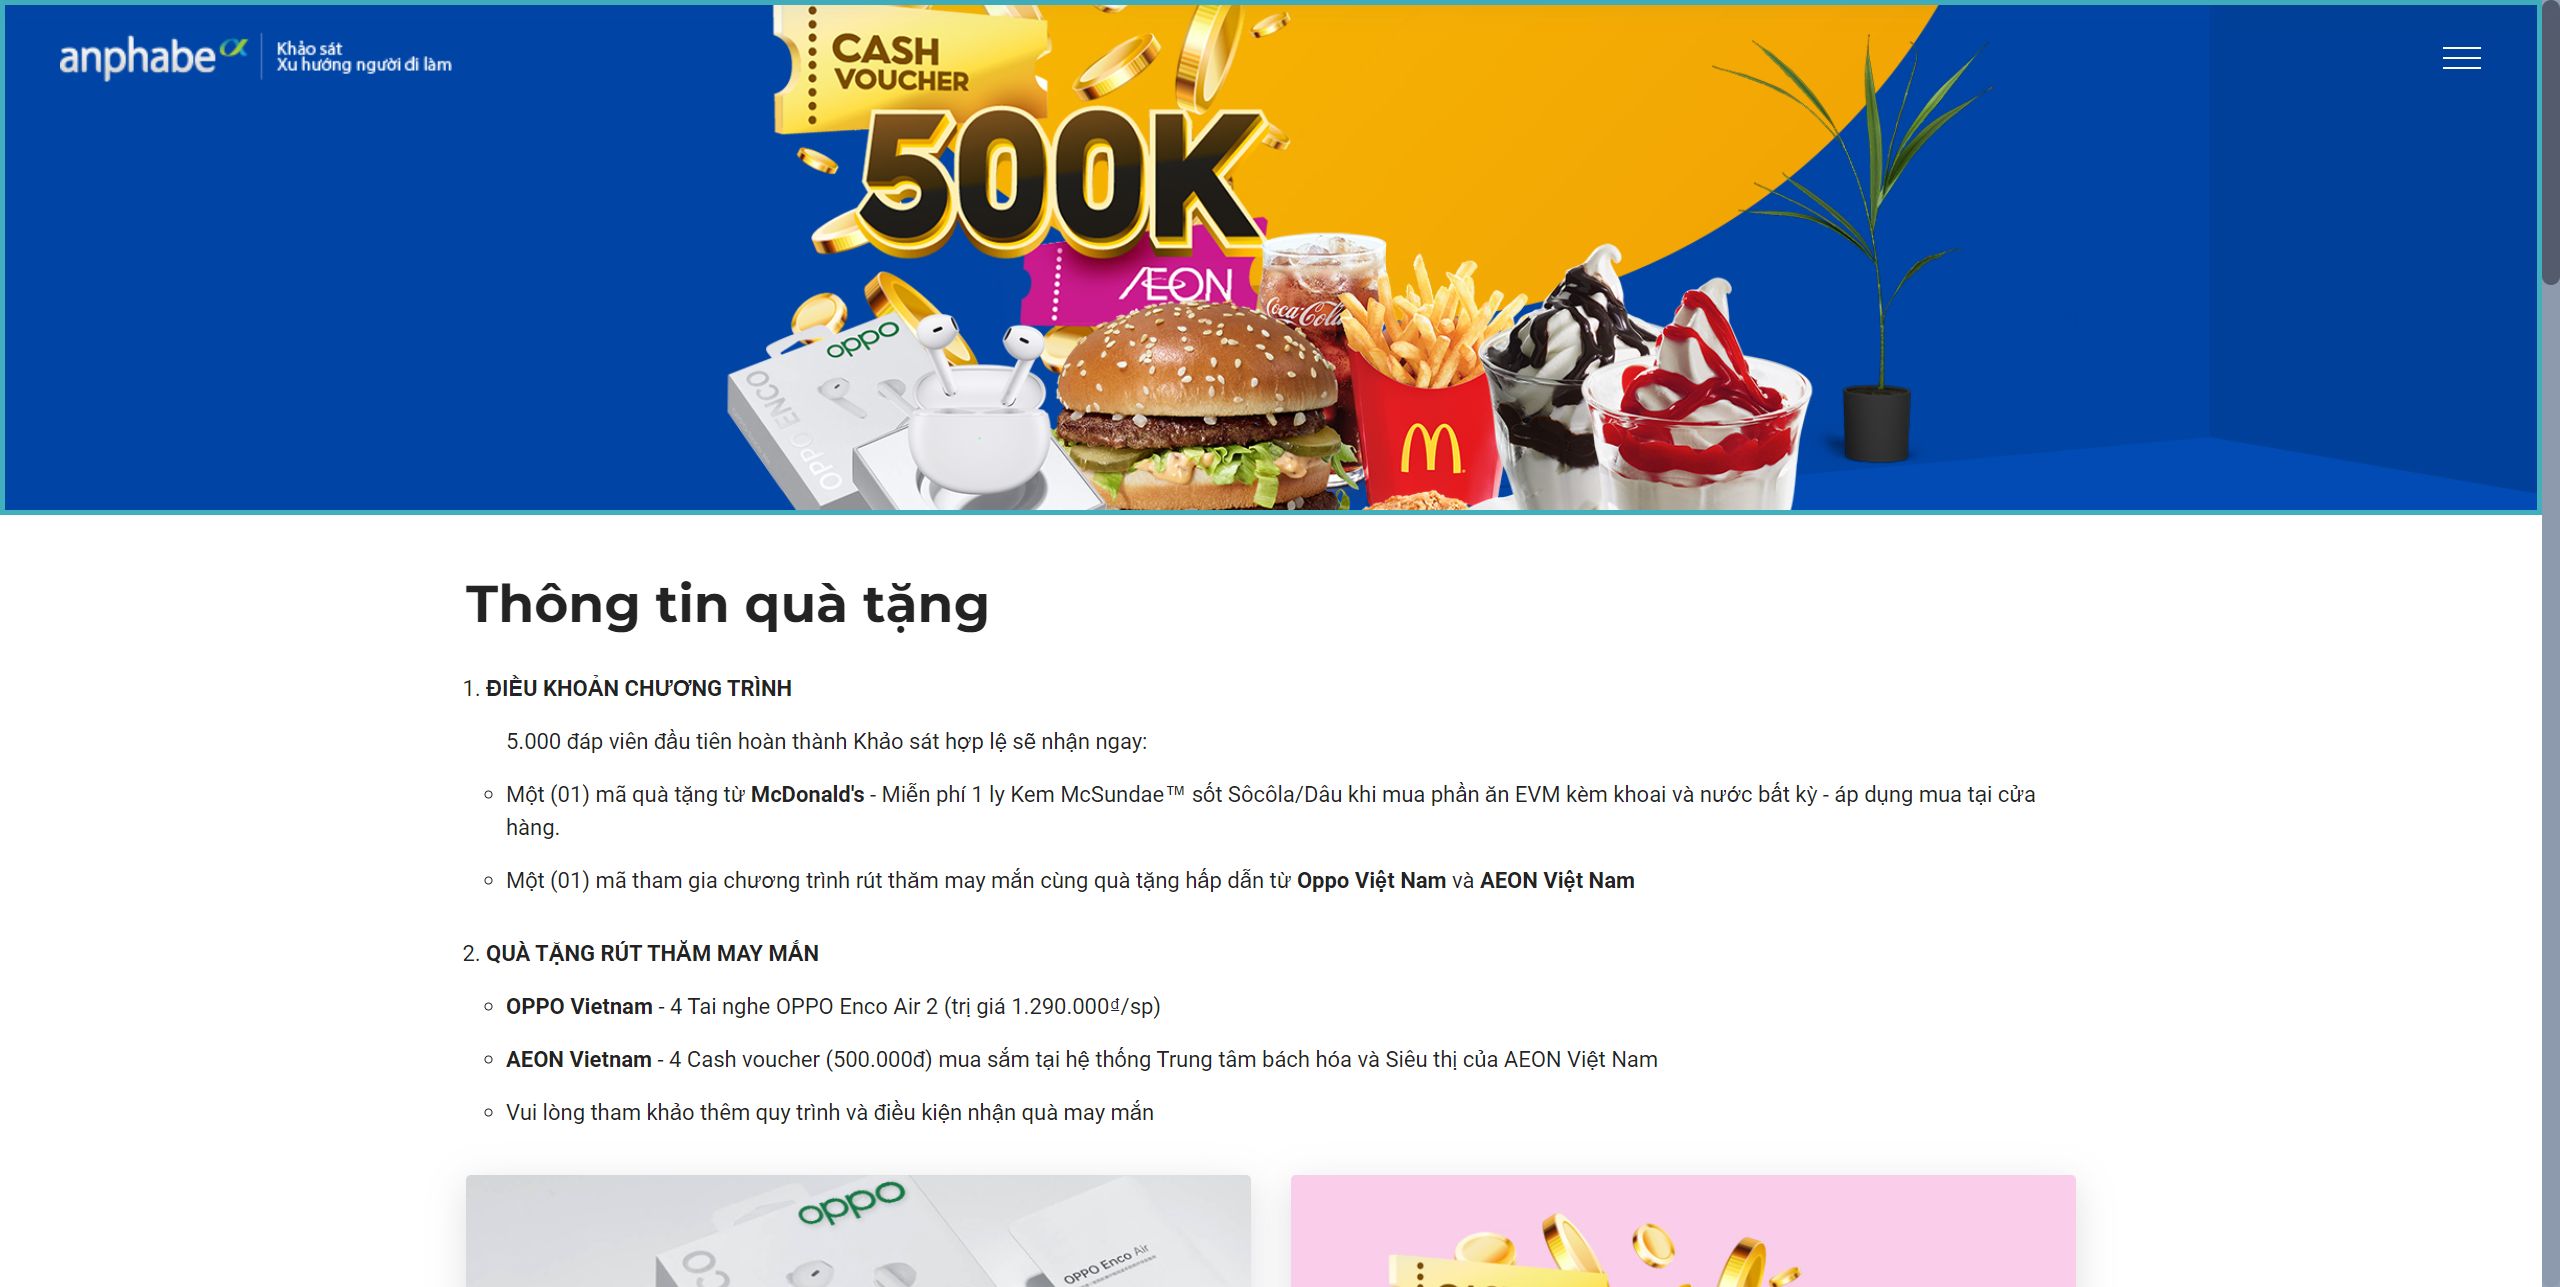 anphabe
Khảo sát
Xu hướng người đi làm
CASH
VOUCHER
500K
ÆON
Coca-Cola
oppo
OPPO ENCO
Thông tin quà tặng
1. ĐIỀU KHOẢN CHƯƠNG TRÌNH
5.000 đáp viên đầu tiên hoàn thành Khảo sát hợp lệ sẽ nhận ngay:
Một (01) mã quà tặng từ McDonald's - Miễn phí 1 ly Kem McSundae™ sốt Sôcôla/Dâu khi mua phần ăn EVM kèm khoai và nước bất kỳ - áp dụng mua tại cửa
hàng.
Một (01) mã tham gia chương trình rút thăm may mắn cùng quà tặng hấp dẫn từ Oppo Việt Nam và AEON Việt Nam
2. QUÀ TẶNG RÚT THĂM MAY MẮN
OPPO Vietnam - 4 Tai nghe OPPO Enco Air 2 (trị giá 1.290.000₫/sp)
AEON Vietnam - 4 Cash voucher (500.000đ) mua sắm tại hệ thống Trung tâm bách hóa và Siêu thị của AEON Việt Nam
Vui lòng tham khảo thêm quy trình và điều kiện nhận quà may mắn
oppo
OPPO Enco Air